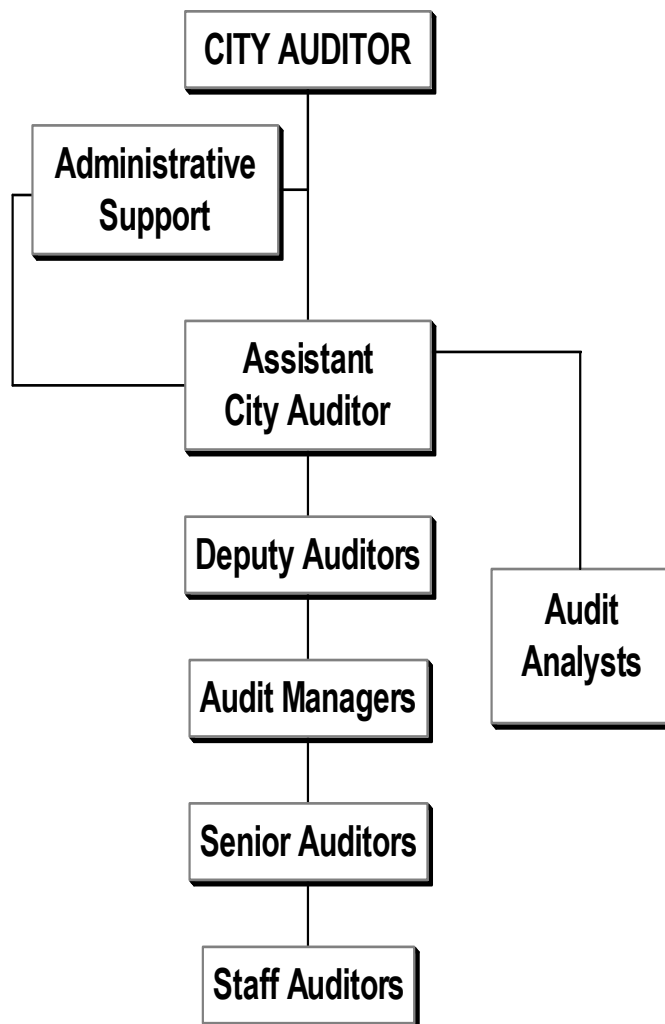 CITY AUDITOR
Administrative
Support
Assistant
City Auditor
Deputy Auditors
Audit
Analysts
Audit Managers
Senior Auditors
Staff Auditors